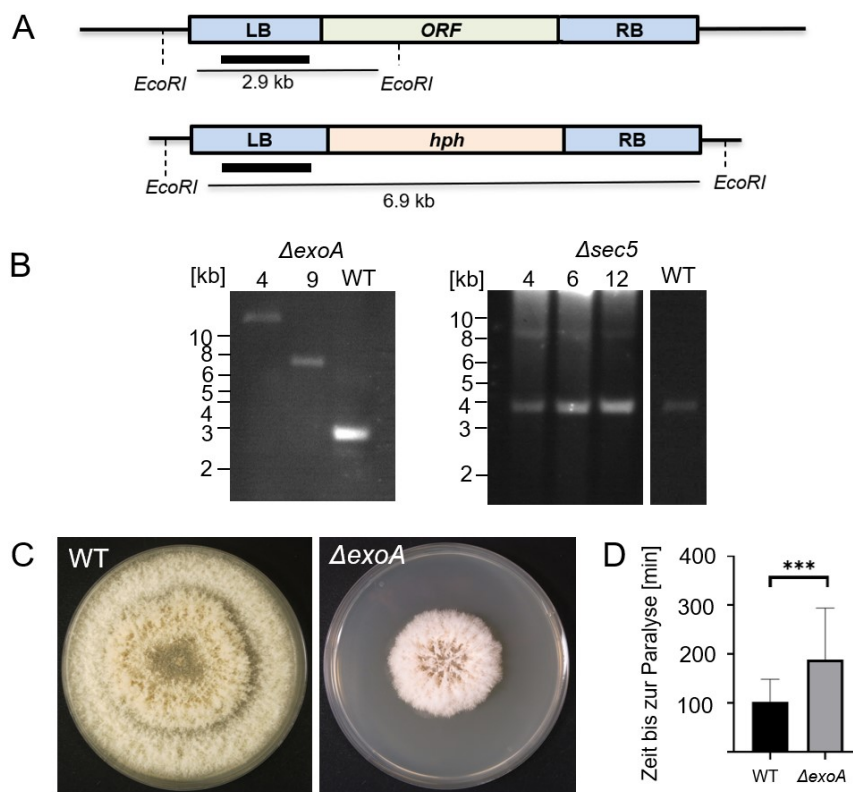 A
LB ORF RB
EcoRI 2.9 kb EcoRI
LB hph RB
EcoRI 6.9 kb EcoRI
B
ΔexoA
[kb] 4 9 WT
10
8
6
5
4
3
2
Δsec5
[kb] 4 6 12 WT
10
8
6
5
4
3
2
C
WT
ΔexoA
D
Zeit bis zur Paralyse [min]
400
300
200
100
***
WT ΔexoA